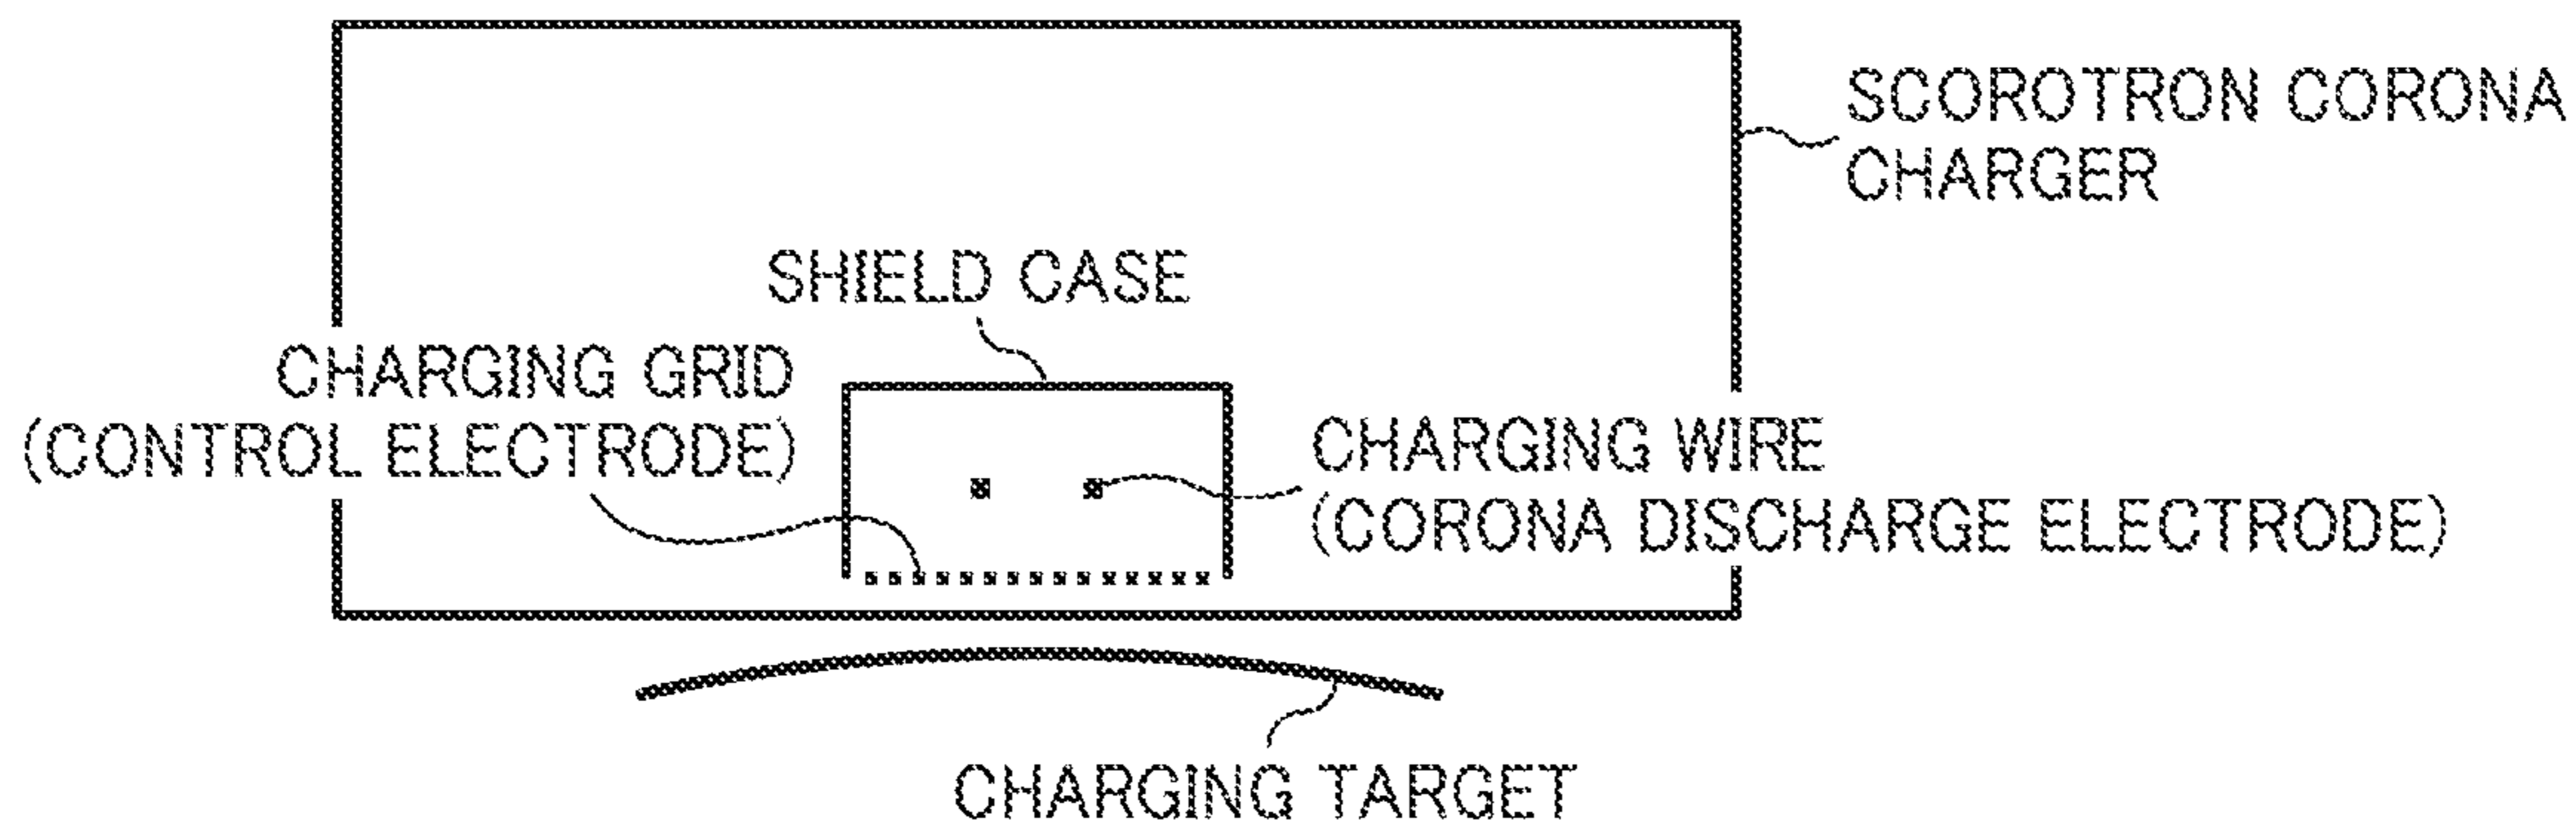 SCOROTRON CORONA
CHARGER
SHIELD CASE
CHARGING GRID
(CONTROL ELECTRODE)
CHARGING WIRE
(CORONA DISCHARGE ELECTRODE)
CHARGING TARGET